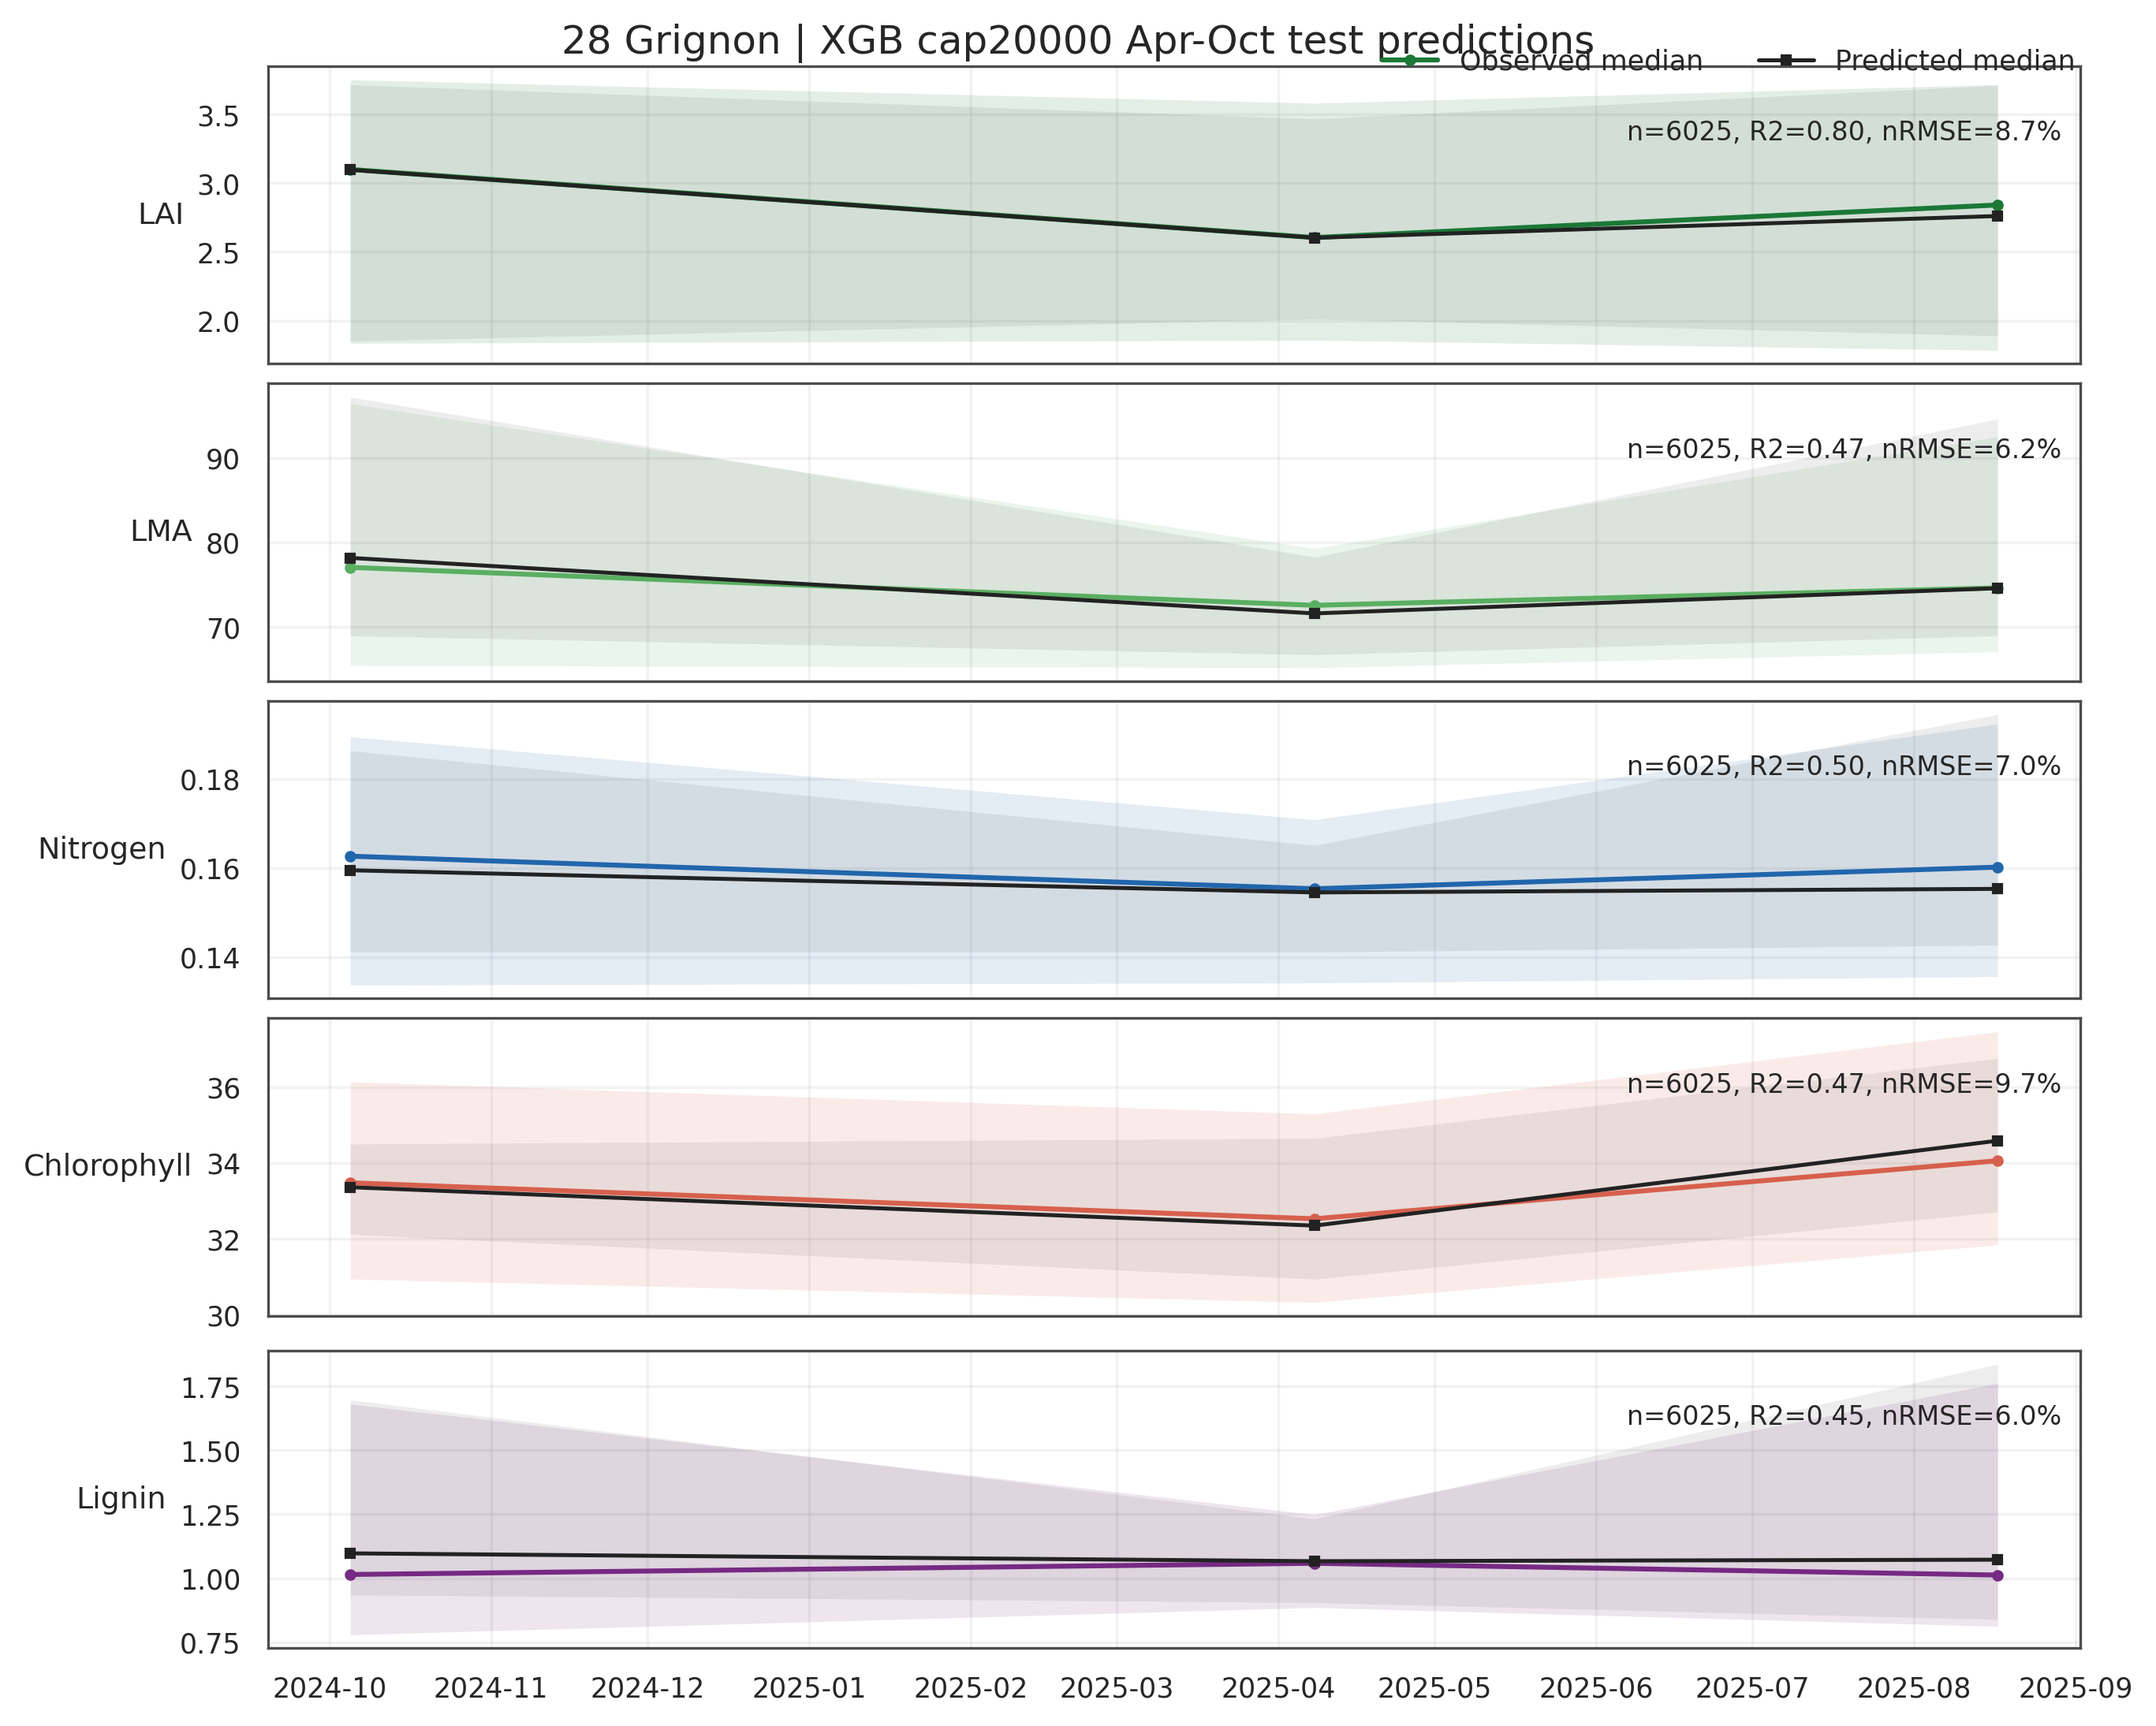 28 Grignon | XGB cap20000 Apr-Oct test predictions
Observed median
Predicted median
3.5
n=6025, R2=0.80, nRMSE=8.7%
3.0
LAI
2.5
2.0
90
n=6025, R2=0.47, nRMSE=6.2%
LMA
80
70
n=6025, R2=0.50, nRMSE=7.0%
0.18
Nitrogen
0.16
0.14
36
n=6025, R2=0.47, nRMSE=9.7%
Chlorophyll
34
32
30
1.75
n=6025, R2=0.45, nRMSE=6.0%
1.50
Lignin
1.25
1.00
0.75
2024-10 2024-11 2024-12 2025-01 2025-02 2025-03 2025-04 2025-05 2025-06 2025-07 2025-08 2025-09